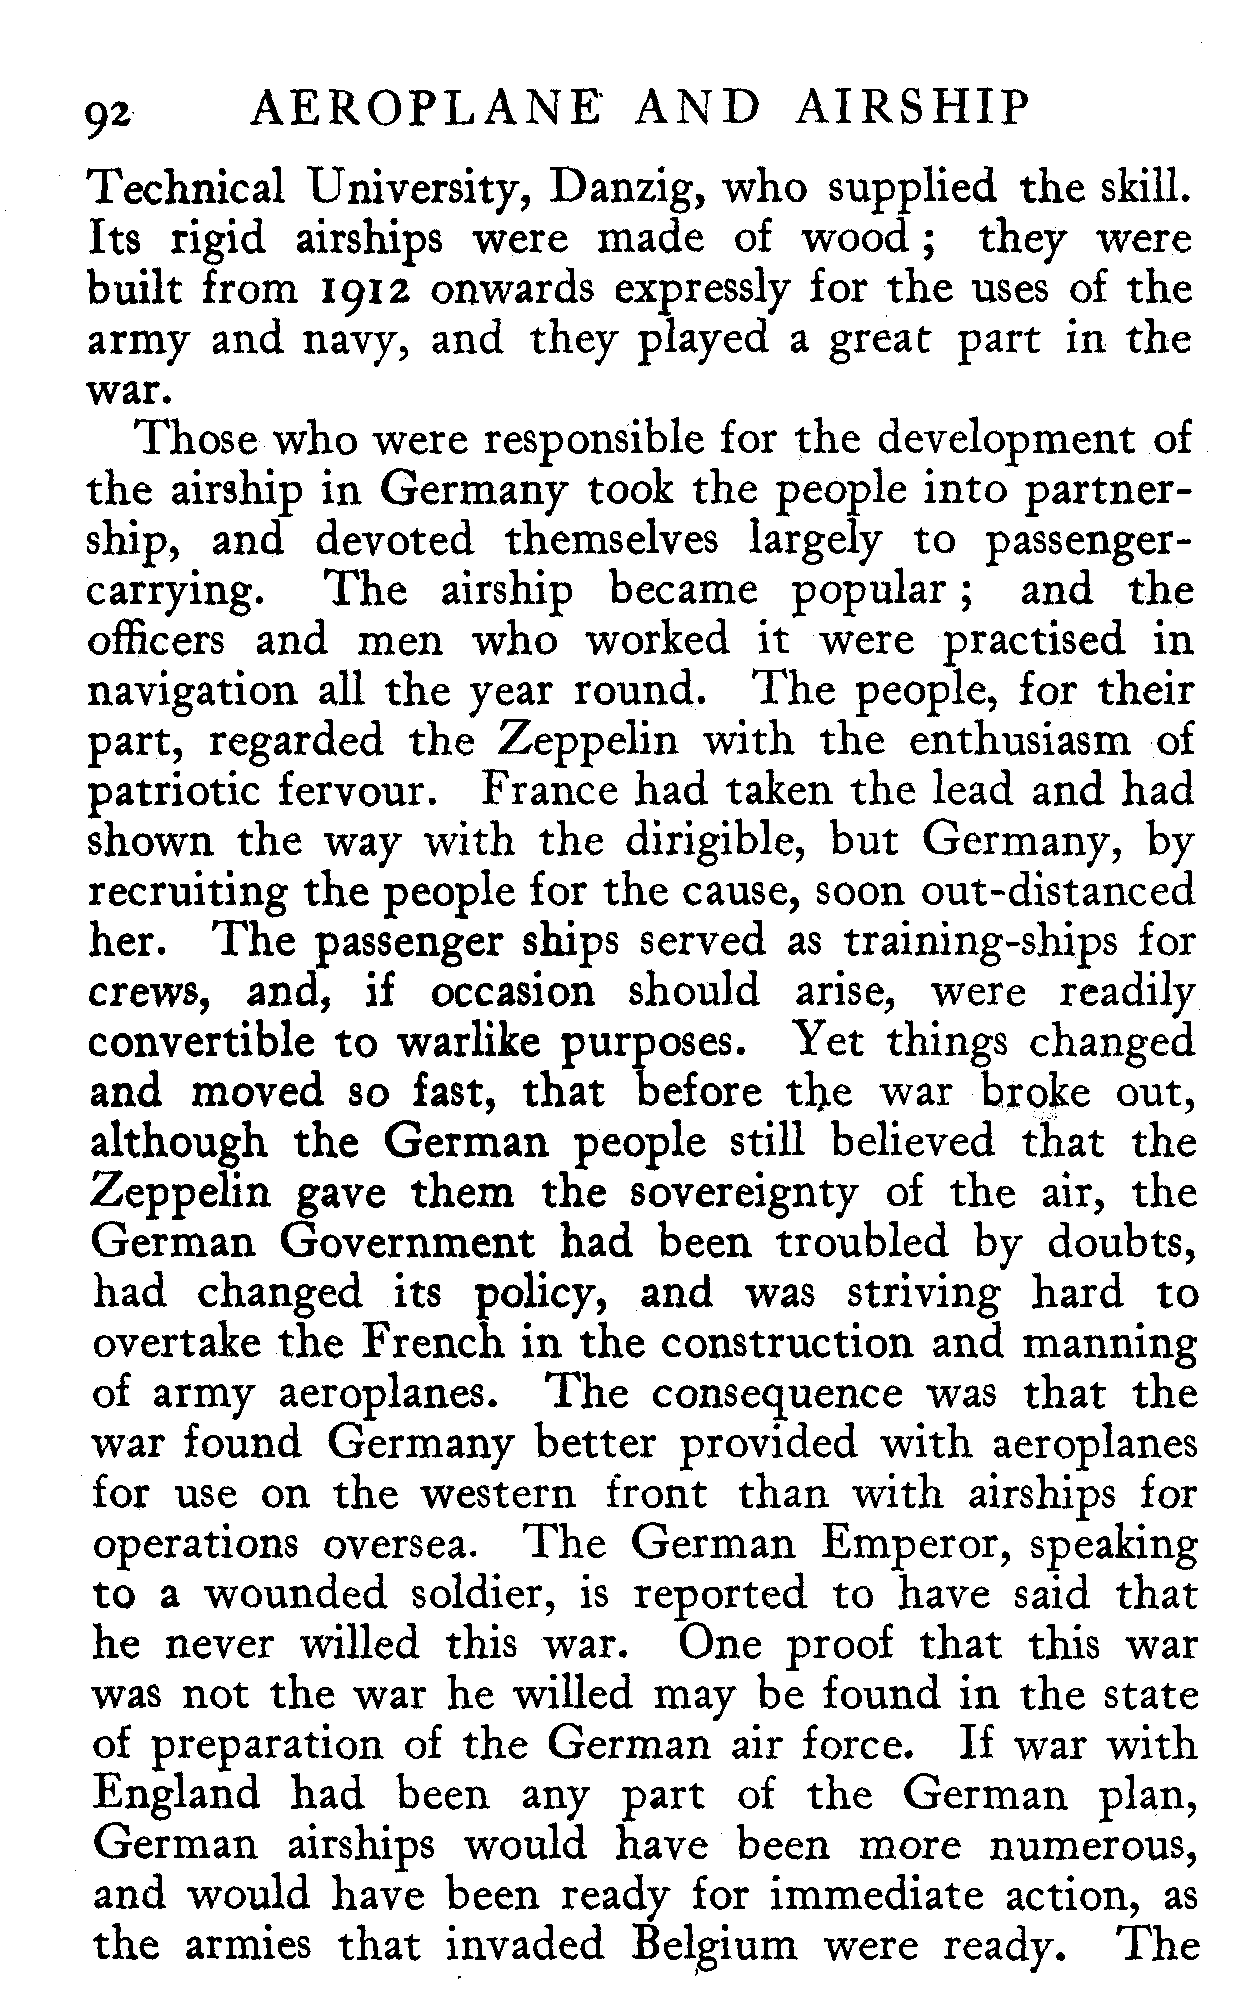 92 AEROPLANE AND AIRSHIP
Technical University, Danzig, who supplied the skill.
Its rigid airships were made of wood ; they were
built from 1912 onwards expressly for the uses of the
army and navy, and they played a great part in the
war.
Those who were responsible for the development of
the airship in Germany took the people into partner-
ship, and devoted themselves largely to passenger-
carrying. The airship became popular ; and the
officers and men who worked it were practised in
navigation all the year round. The people, for their
part, regarded the Zeppelin with the enthusiasm of
patriotic fervour. France had taken the lead and had
shown the way with the dirigible, but Germany, by
recruiting the people for the cause, soon out-distanced
her. The passenger ships served as training-ships for
crews, and, if occasion should arise, were readily
convertible to warlike purposes. Yet things changed
and moved so fast, that before the war broke out,
although the German people still believed that the
Zeppelin gave them the sovereignty of the air, the
German Government had been troubled by doubts,
had changed its policy, and was striving hard to
overtake the French in the construction and manning
of army aeroplanes. The consequence was that the
war found Germany better provided with aeroplanes
for use on the western front than with airships for
operations oversea. The German Emperor, speaking
to a wounded soldier, is reported to have said that
he never willed this war. One proof that this war
was not the war he willed may be found in the state
of preparation of the German air force. If war with
England had been any part of the German plan,
German airships would have been more numerous,
and would have been ready for immediate action, as
the armies that invaded Belgium were ready. The